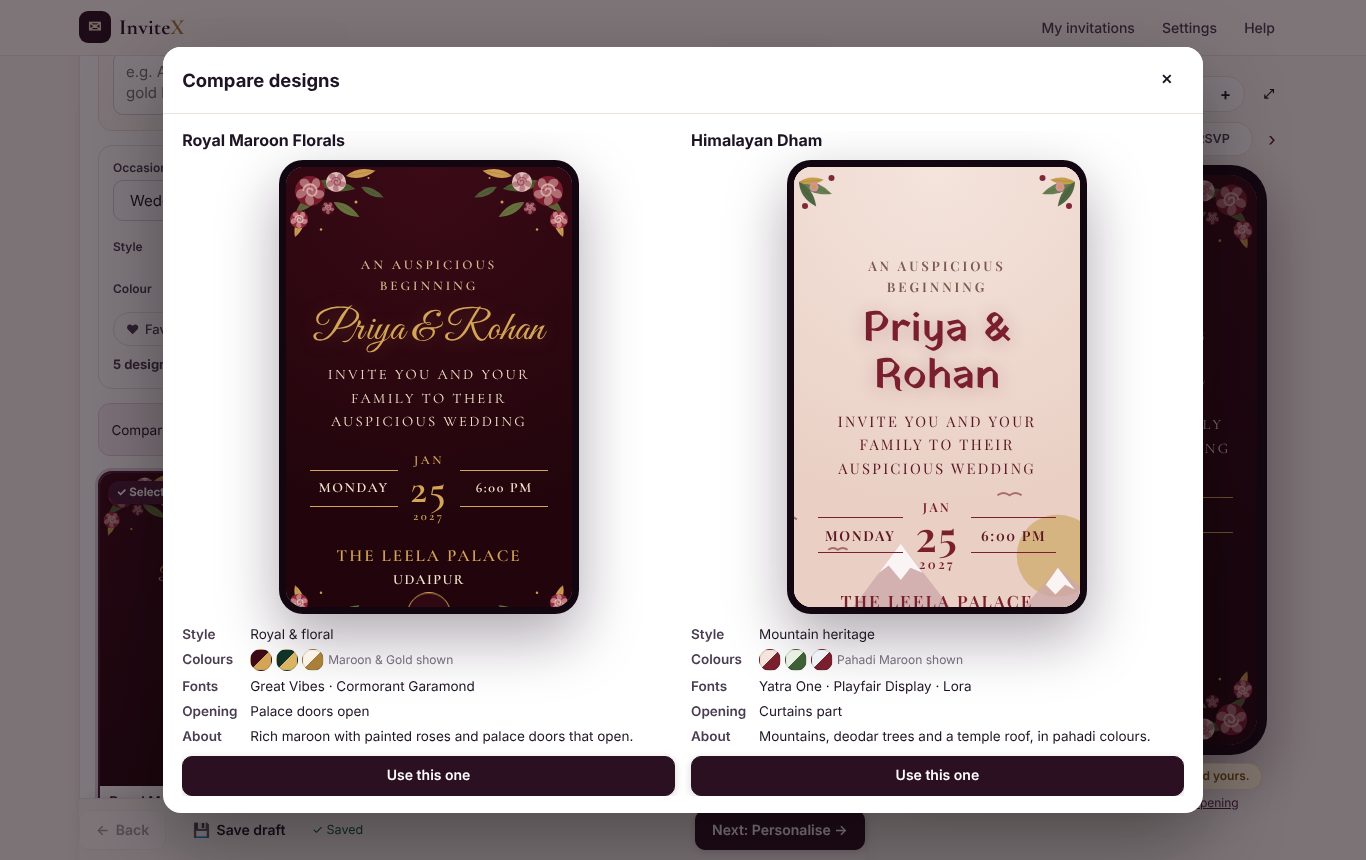 InviteX
My invitations
Settings
Help
Compare designs
Royal Maroon Florals
AN AUSPICIOUS
BEGINNING
Priya & Rohan
INVITE YOU AND YOUR
FAMILY TO THEIR
AUSPICIOUS WEDDING
JAN
MONDAY
25
6:00 PM
2027
THE LEELA PALACE
UDAIPUR
Style
Royal & floral
Colours
Maroon & Gold shown
Fonts
Great Vibes · Cormorant Garamond
Opening
Palace doors open
About
Rich maroon with painted roses and palace doors that open.
Use this one
Himalayan Dham
AN AUSPICIOUS
BEGINNING
Priya &
Rohan
INVITE YOU AND YOUR
FAMILY TO THEIR
AUSPICIOUS WEDDING
JAN
MONDAY
25
6:00 PM
2027
THE LEELA PALACE
Style
Mountain heritage
Colours
Pahadi Maroon shown
Fonts
Yatra One · Playfair Display · Lora
Opening
Curtains part
About
Mountains, deodar trees and a temple roof, in pahadi colours.
Use this one
e.g.
gold
Style
Colour
5
← Back
Save draft
✓ Saved
Next: Personalise →
yours.